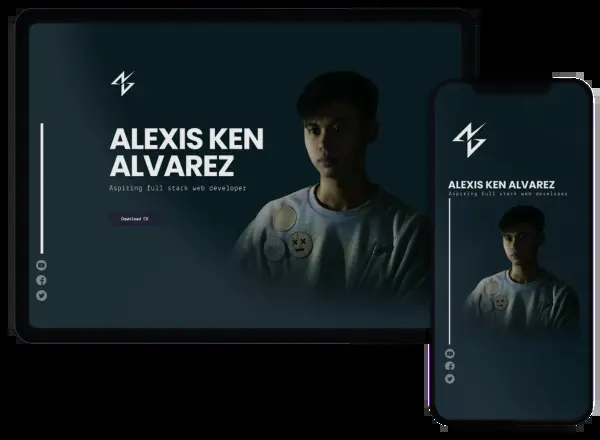 ALEXIS KEN
ALVAREZ
Aspiring full stack web developer
Download CV
ALEXIS KEN ALVAREZ
Aspiring full stack web developer